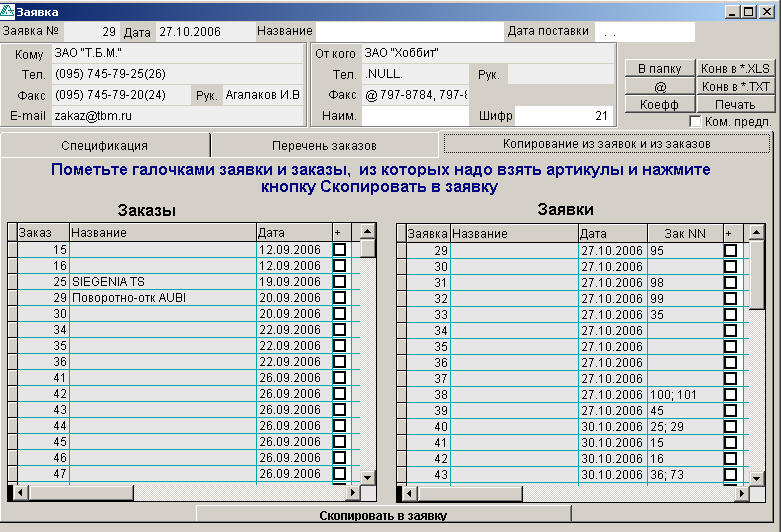 Заявка
Заявка № 29 Дата 27.10.2006 Название Дата поставки . .
Кому ЗАО "Т.Б.М." От кого ЗАО "Хоббит"
Тел. (095) 745-79-25(26) Тел. .NULL. Рук.
Факс (095) 745-79-20(24) Рук. Агалаков И.В Факс @ 797-8784, 797-8
E-mail zakaz@tbm.ru Наим. Шифр 21
В папку Конв в *.XLS
@ Конв в *.TXT
Коефф Печать
Ком. предл.
Спецификация Перечень заказов Копирование из заявок и из заказов
Пометьте галочками заявки и заказы, из которых надо взять артикулы и нажмите
кнопку Скопировать в заявку
Заказы
Заказ Название Дата +
15 12.09.2006
16 12.09.2006
25 SIEGENIA TS 19.09.2006
29 Поворотно-отк AUBI 20.09.2006
30 20.09.2006
34 22.09.2006
35 22.09.2006
36 22.09.2006
41 26.09.2006
42 26.09.2006
43 26.09.2006
44 26.09.2006
45 26.09.2006
46 26.09.2006
47 26.09.2006
Заявки
Заявка Название Дата Зак NN +
29 27.10.2006 95
30 27.10.2006
31 27.10.2006 98
32 27.10.2006 99
33 27.10.2006 35
34 27.10.2006
35 27.10.2006
36 27.10.2006
37 27.10.2006
38 27.10.2006 100; 101
39 27.10.2006 45
40 30.10.2006 25; 29
41 30.10.2006 15
42 30.10.2006 16
43 30.10.2006 36; 73
Скопировать в заявку